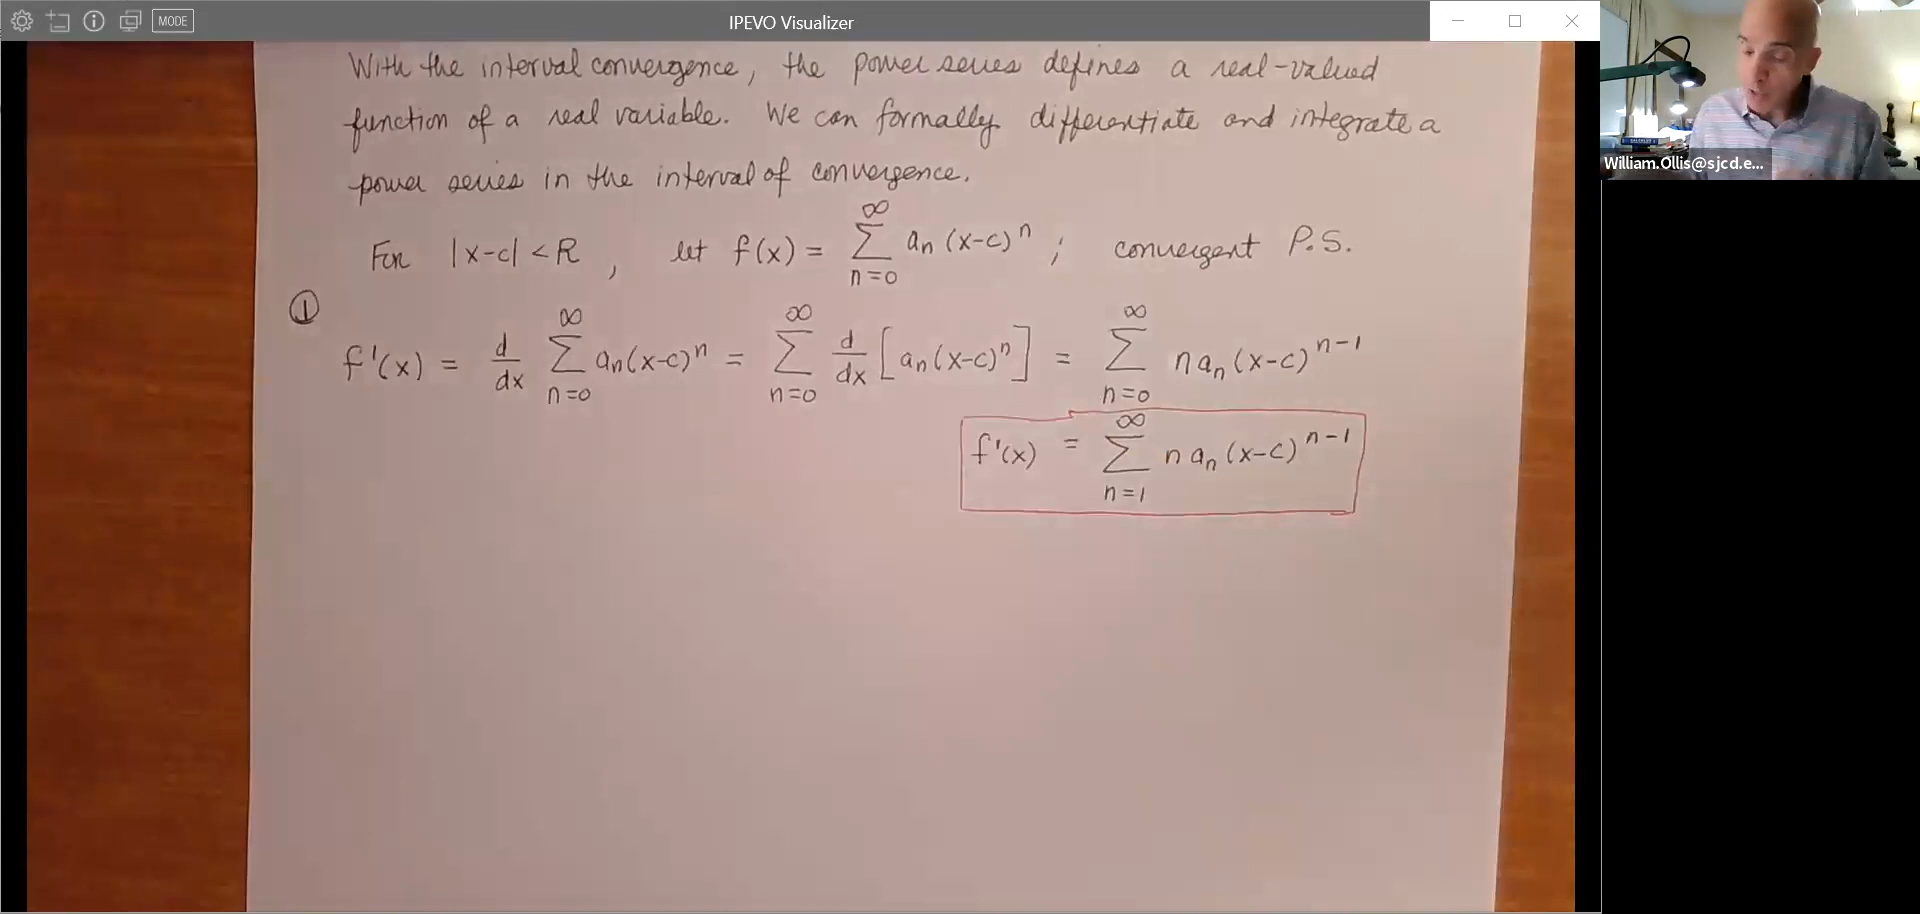 MODE
IPEVO Visualizer
With the interval convergence, the power series defines a real-valued
function of a real variable. We can formally differentiate and integrate a
power series in the interval of convergence.
For |x-c| < R , let f(x) = ∑_{n=0}^{∞} a_n (x-c)^n ; convergent P.S.
①
f'(x) = d/dx ∑_{n=0}^{∞} a_n(x-c)^n = ∑_{n=0}^{∞} d/dx [a_n(x-c)^n] = ∑_{n=0}^{∞} n a_n (x-c)^{n-1}
f'(x) = ∑_{n=1}^{∞} n a_n (x-c)^{n-1}
William.Ollis@sjcd.e...